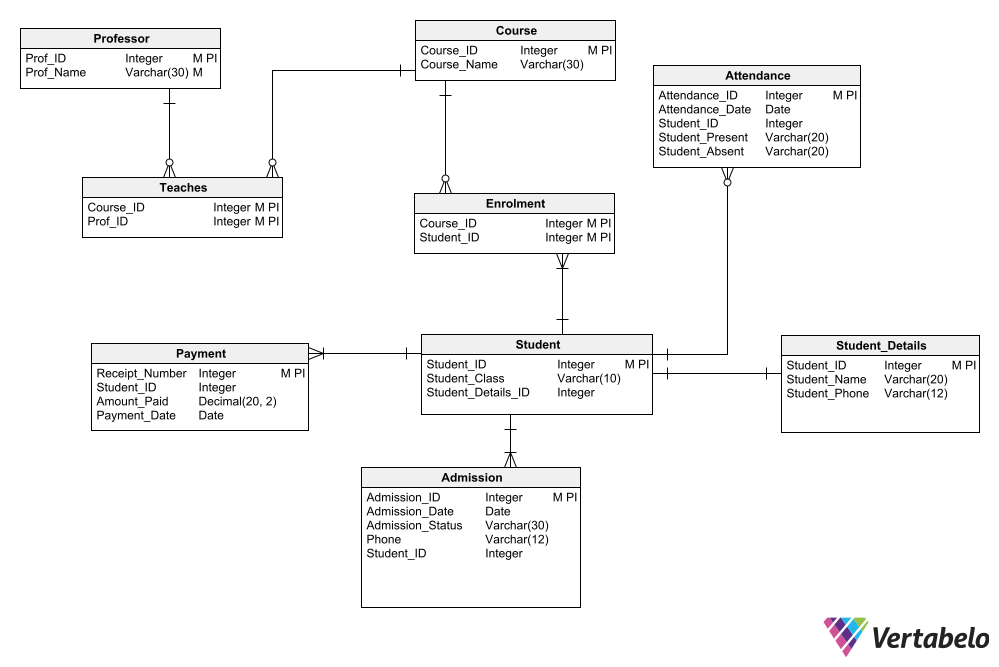 Professor
Prof_ID Integer M PI
Prof_Name Varchar(30) M
Course
Course_ID Integer M PI
Course_Name Varchar(30)
Attendance
Attendance_ID Integer M PI
Attendance_Date Date
Student_ID Integer
Student_Present Varchar(20)
Student_Absent Varchar(20)
Teaches
Course_ID Integer M PI
Prof_ID Integer M PI
Enrolment
Course_ID Integer M PI
Student_ID Integer M PI
Payment
Receipt_Number Integer M PI
Student_ID Integer
Amount_Paid Decimal(20, 2)
Payment_Date Date
Student
Student_ID Integer M PI
Student_Class Varchar(10)
Student_Details_ID Integer
Student_Details
Student_ID Integer M PI
Student_Name Varchar(20)
Student_Phone Varchar(12)
Admission
Admission_ID Integer M PI
Admission_Date Date
Admission_Status Varchar(30)
Phone Varchar(12)
Student_ID Integer
Vertabelo